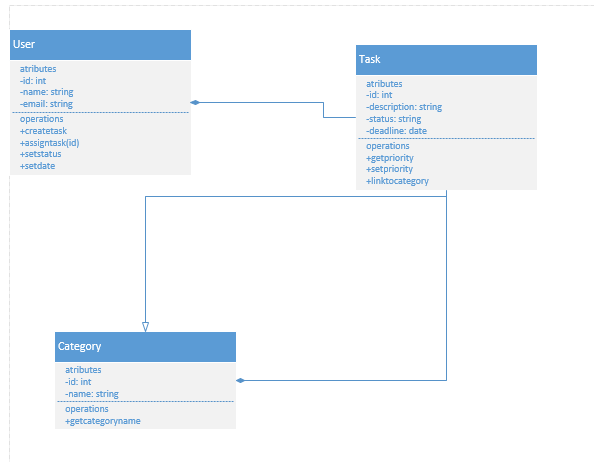 User
atributes
-id: int
-name: string
-email: string
operations
+createtask
+assigntask(id)
+setstatus
+setdate
Task
atributes
-id: int
-description: string
-status: string
-deadline: date
operations
+getpriority
+setpriority
+linktocategory
Category
atributes
-id: int
-name: string
operations
+getcategoryname